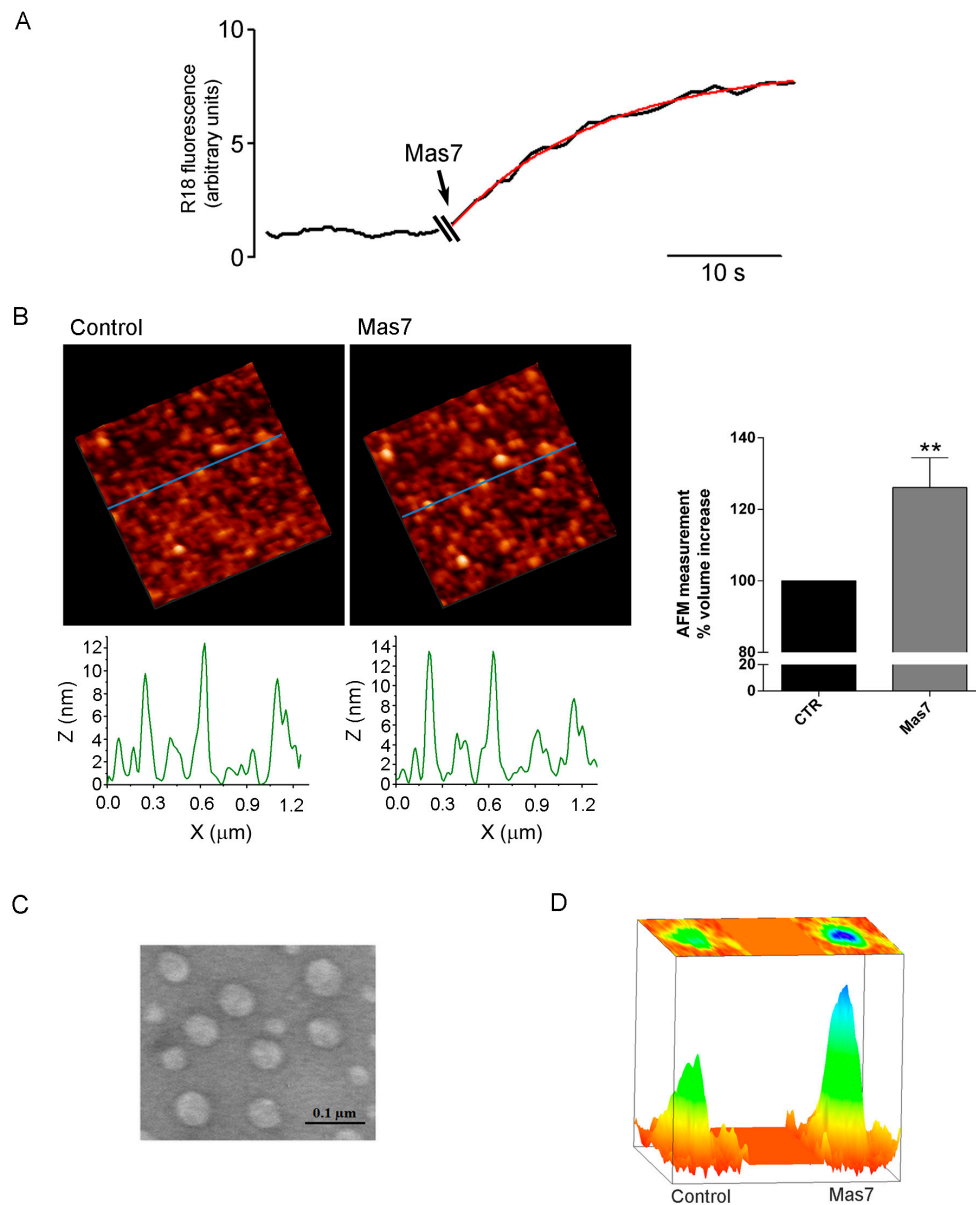 A
10
5
0
R18 fluorescence
(arbitrary units)
Mas7
10 s
B
Control
Mas7
12
10
8
6
4
2
0
Z (nm)
0.0
0.3
0.6
0.9
1.2
X (μm)
14
12
10
8
6
4
2
0
Z (nm)
0.0
0.3
0.6
0.9
1.2
X (μm)
140
120
100
80
20
0
AFM measurement
% volume increase
**
CTR
Mas7
C
0.1 μm
D
Control
Mas7